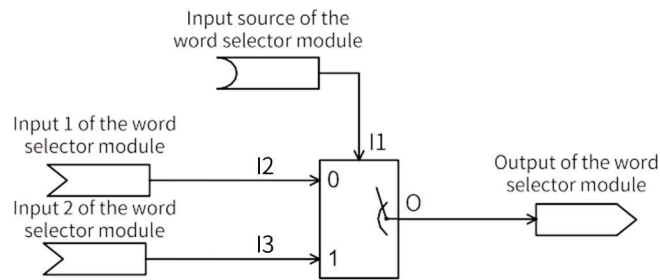 Input source of the
word selector module
I1
Input 1 of the word
selector module
I2
0
Output of the word
selector module
O
Input 2 of the word
selector module
I3
1